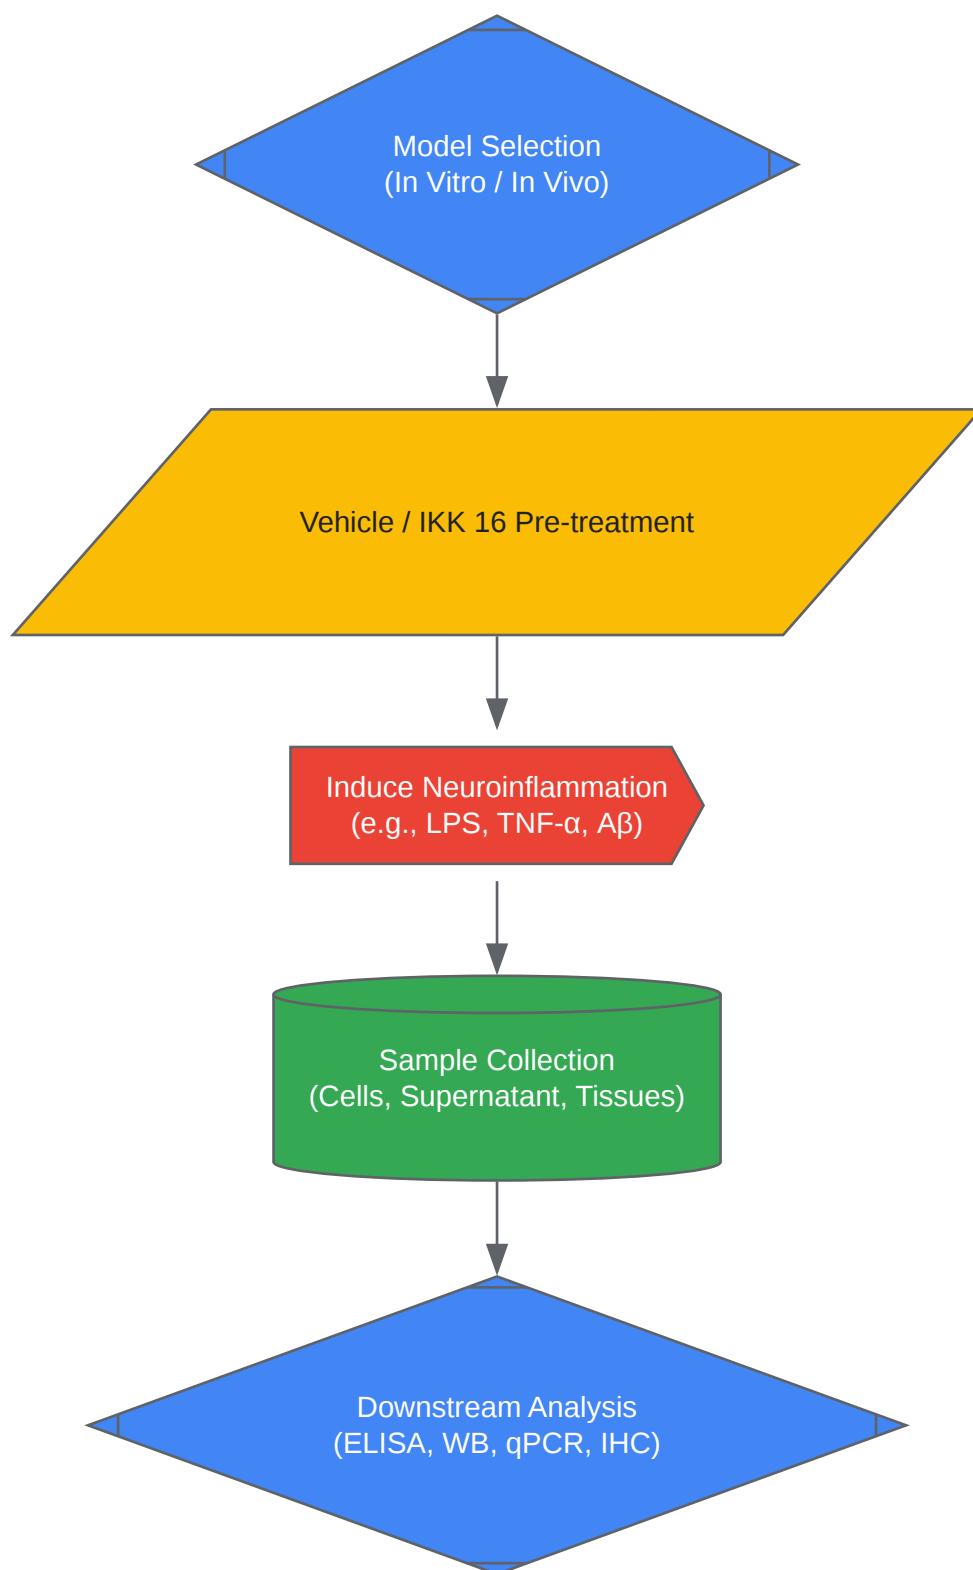 Model Selection
(In Vitro / In Vivo)
Vehicle / IKK 16 Pre-treatment
Induce Neuroinflammation
(e.g., LPS, TNF-α, Aβ)
Sample Collection
(Cells, Supernatant, Tissues)
Downstream Analysis
(ELISA, WB, qPCR, IHC)